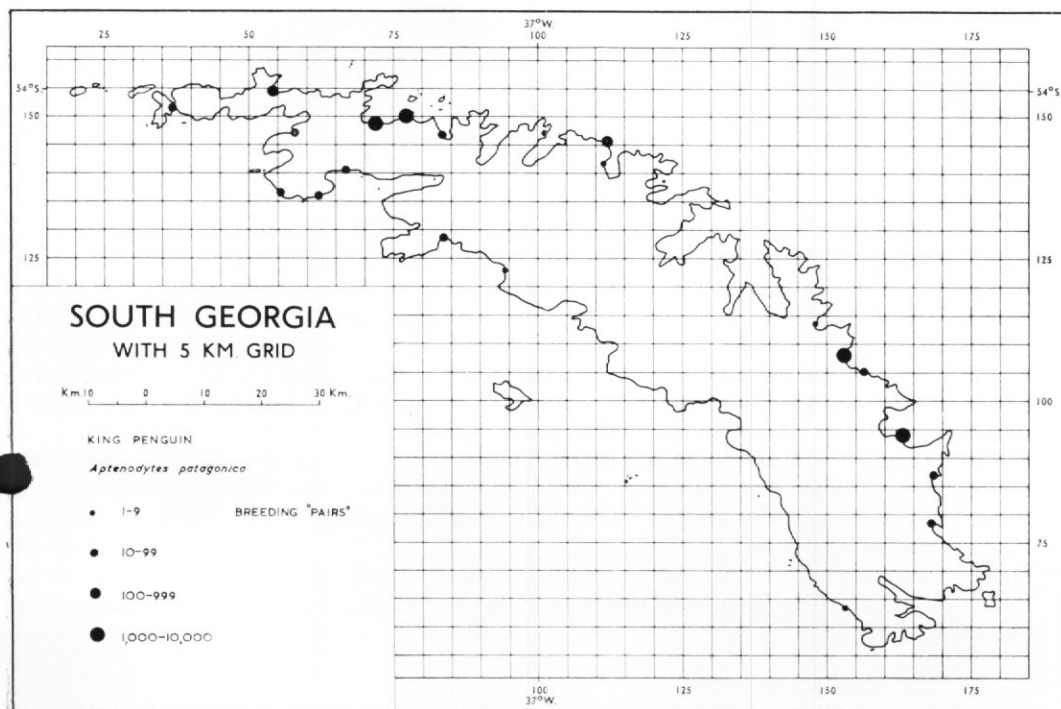 37°W.
25 50 75 100 125 150 175
54°S. 54°S.
150 150
125 125
SOUTH GEORGIA
WITH 5 KM. GRID
Km.10 0 10 20 30 Km.
100
KING PENGUIN
Aptenodytes patagonica
1-9 BREEDING "PAIRS"
10-99
75
100-999
1,000-10,000
100 125 150 175
37°W.